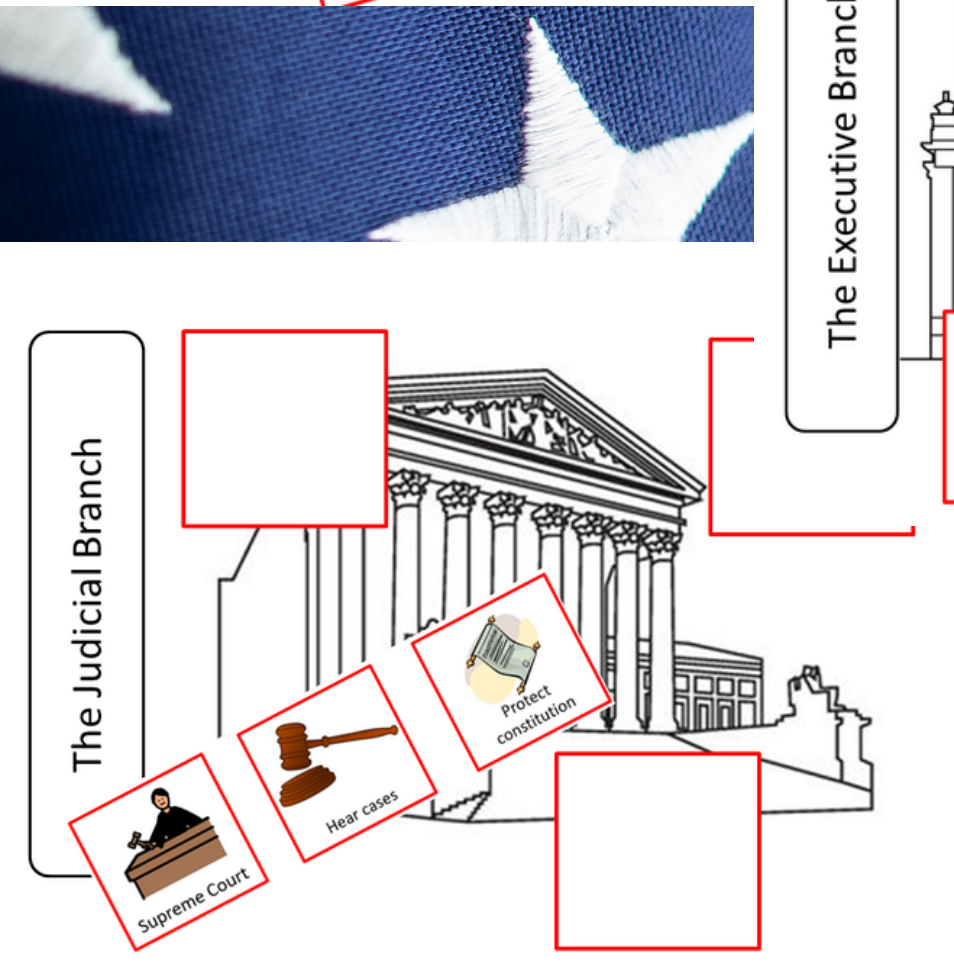 The Executive Branch
The Judicial Branch
Protect
constitution
Hear cases
Supreme Court